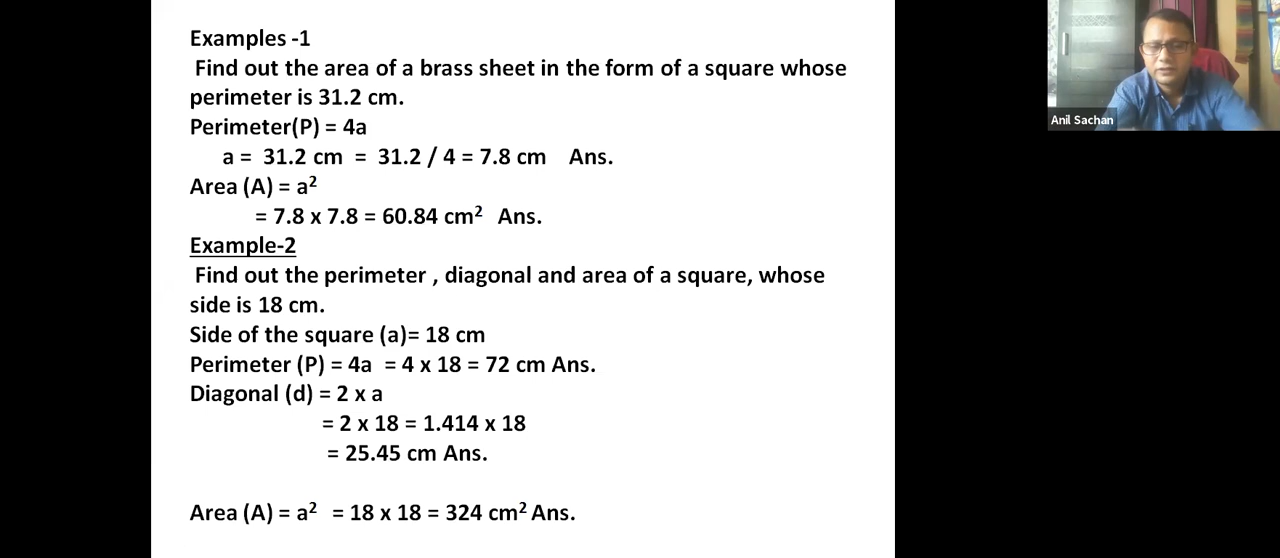 Examples -1
Find out the area of a brass sheet in the form of a square whose
perimeter is 31.2 cm.
Perimeter(P) = 4a
a = 31.2 cm = 31.2 / 4 = 7.8 cm Ans.
Area (A) = a²
= 7.8 x 7.8 = 60.84 cm² Ans.
Example-2
Find out the perimeter , diagonal and area of a square, whose
side is 18 cm.
Side of the square (a)= 18 cm
Perimeter (P) = 4a = 4 x 18 = 72 cm Ans.
Diagonal (d) = 2 x a
= 2 x 18 = 1.414 x 18
= 25.45 cm Ans.
Area (A) = a² = 18 x 18 = 324 cm² Ans.
Anil Sachan